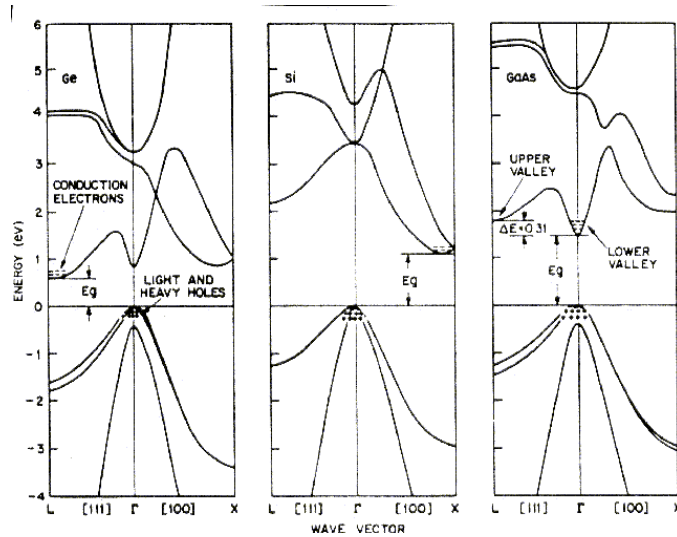 6
5
4
3
2
1
0
-1
-2
-3
-4
ENERGY (eV)
Ge
CONDUCTION
ELECTRONS
Eg
LIGHT AND
HEAVY HOLES
Si
Eg
GaAs
UPPER
VALLEY
ΔE=0.31
LOWER
VALLEY
Eg
L [111] Γ [100] X
L [111] Γ [100] X
L [111] Γ [100] X
WAVE VECTOR